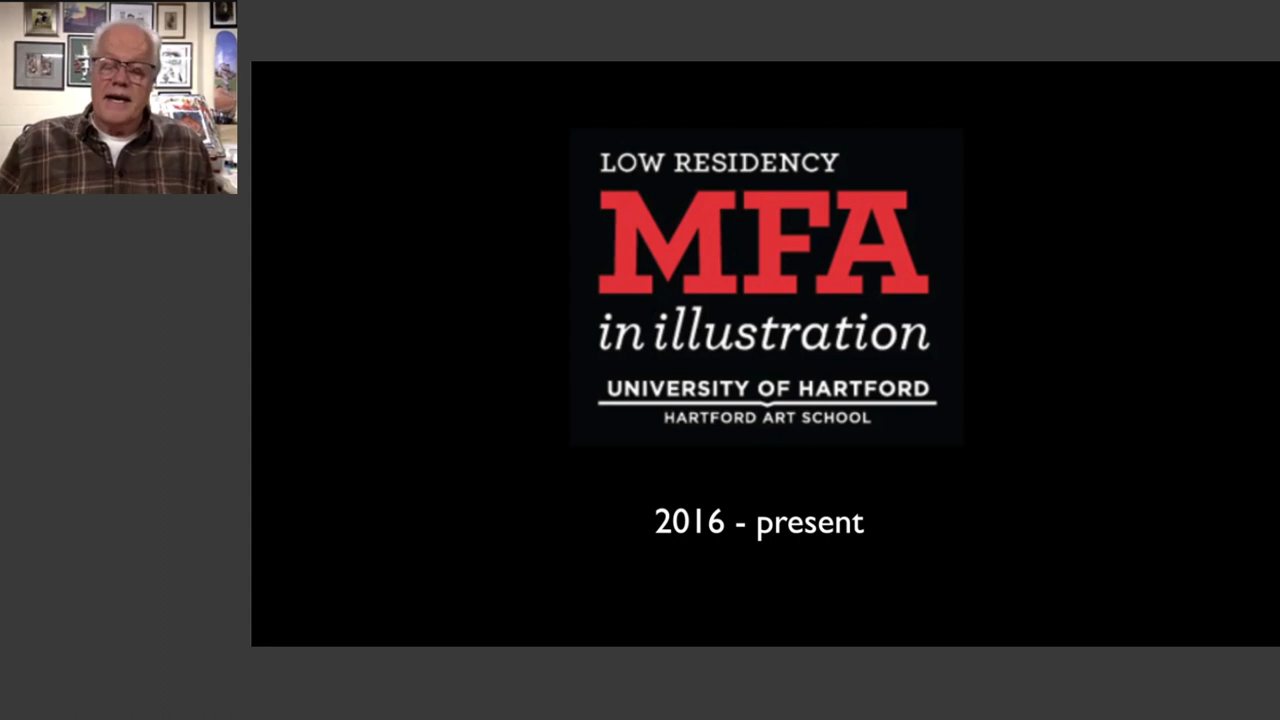 LOW RESIDENCY
MFA
in illustration
UNIVERSITY OF HARTFORD
HARTFORD ART SCHOOL
2016 - present